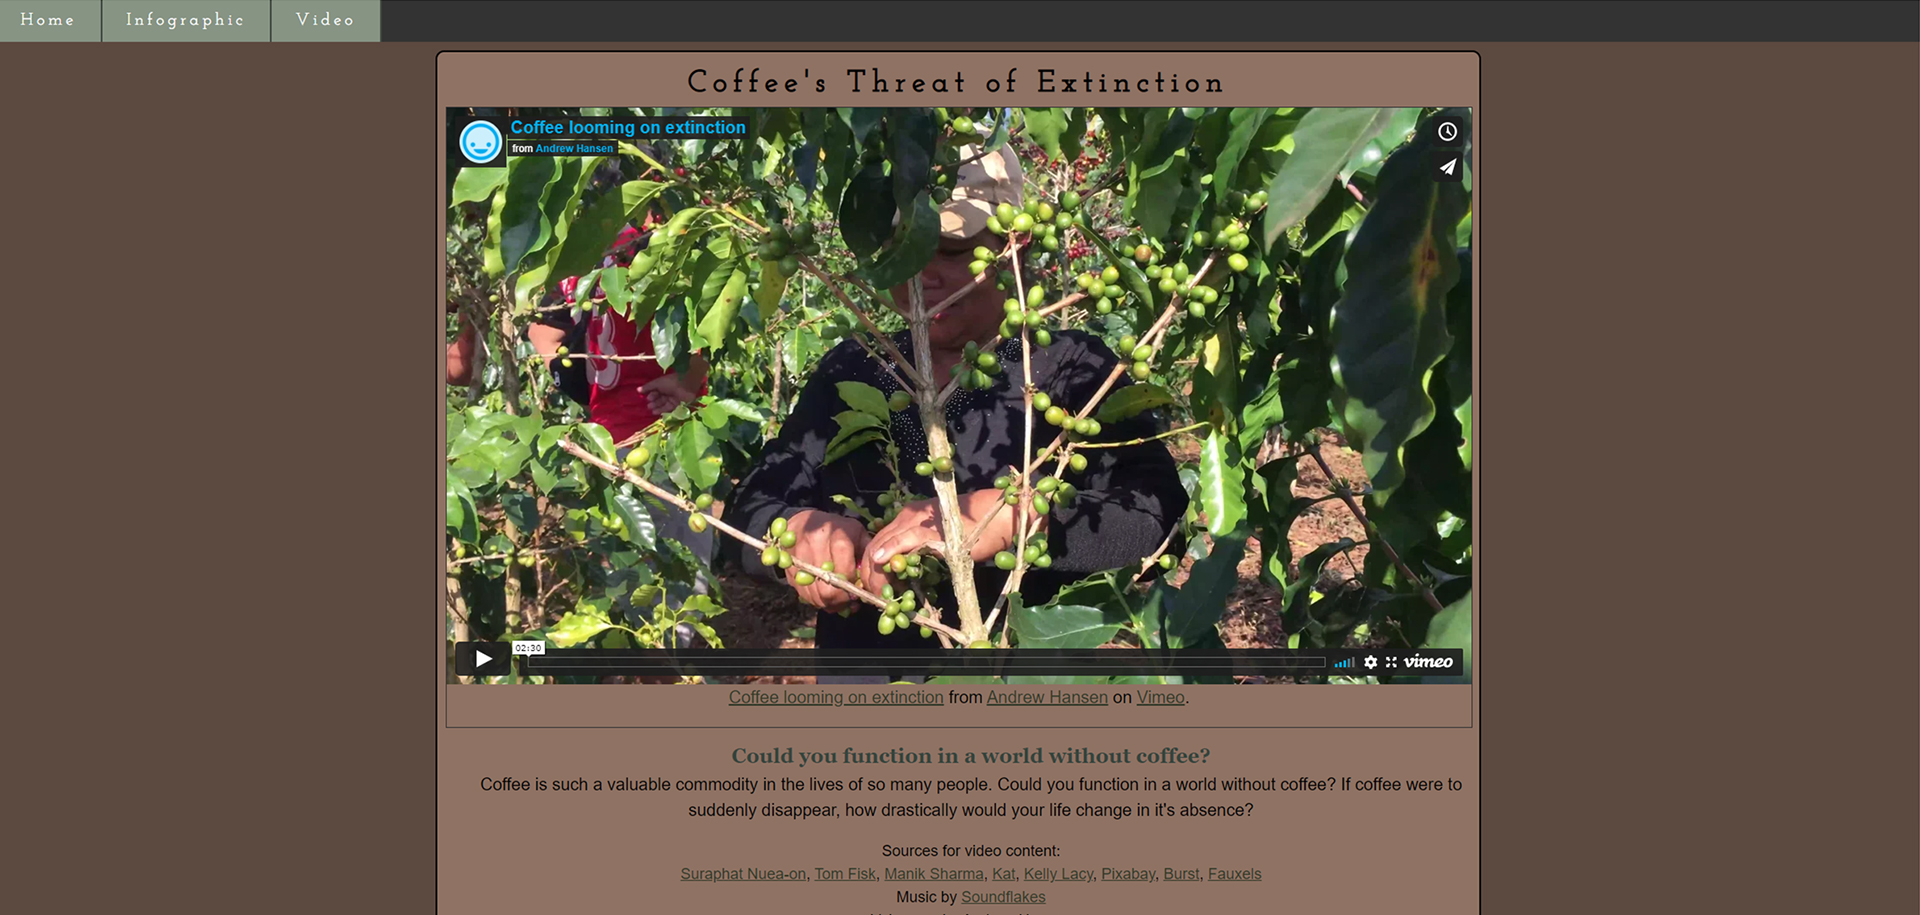 Home Infographic Video
Coffee's Threat of Extinction
Coffee looming on extinction
from Andrew Hansen
02:30
vimeo
Coffee looming on extinction from Andrew Hansen on Vimeo.
Could you function in a world without coffee?
Coffee is such a valuable commodity in the lives of so many people. Could you function in a world without coffee? If coffee were to
suddenly disappear, how drastically would your life change in it's absence?
Sources for video content:
Suraphat Nuea-on, Tom Fisk, Manik Sharma, Kat, Kelly Lacy, Pixabay, Burst, Fauxels
Music by Soundflakes